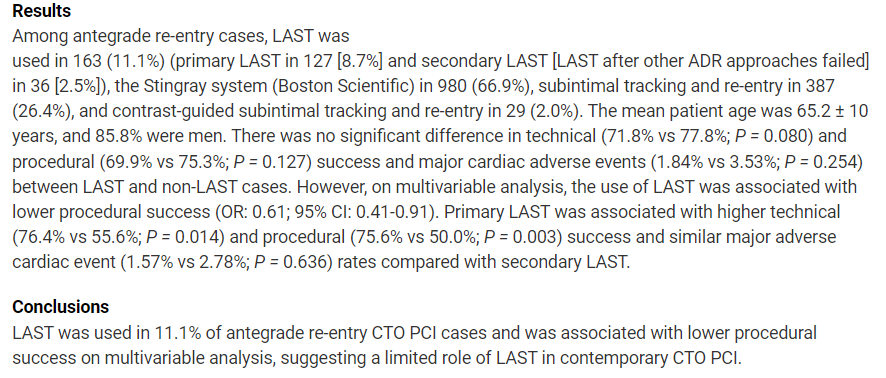 Results
Among antegrade re-entry cases, LAST was
used in 163 (11.1%) (primary LAST in 127 [8.7%] and secondary LAST [LAST after other ADR approaches failed]
in 36 [2.5%]), the Stingray system (Boston Scientific) in 980 (66.9%), subintimal tracking and re-entry in 387
(26.4%), and contrast-guided subintimal tracking and re-entry in 29 (2.0%). The mean patient age was 65.2 ± 10
years, and 85.8% were men. There was no significant difference in technical (71.8% vs 77.8%; P = 0.080) and
procedural (69.9% vs 75.3%; P = 0.127) success and major cardiac adverse events (1.84% vs 3.53%; P = 0.254)
between LAST and non-LAST cases. However, on multivariable analysis, the use of LAST was associated with
lower procedural success (OR: 0.61; 95% CI: 0.41-0.91). Primary LAST was associated with higher technical
(76.4% vs 55.6%; P = 0.014) and procedural (75.6% vs 50.0%; P = 0.003) success and similar major adverse
cardiac event (1.57% vs 2.78%; P = 0.636) rates compared with secondary LAST.
Conclusions
LAST was used in 11.1% of antegrade re-entry CTO PCI cases and was associated with lower procedural
success on multivariable analysis, suggesting a limited role of LAST in contemporary CTO PCI.